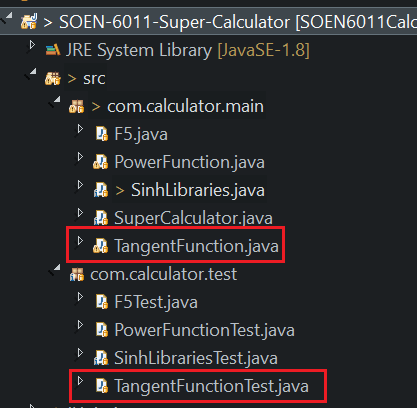 > SOEN-6011-Super-Calculator [SOEN6011Calc
JRE System Library [JavaSE-1.8]
> src
> com.calculator.main
F5.java
PowerFunction.java
> SinhLibraries.java
SuperCalculator.java
TangentFunction.java
com.calculator.test
F5Test.java
PowerFunctionTest.java
SinhLibrariesTest.java
TangentFunctionTest.java